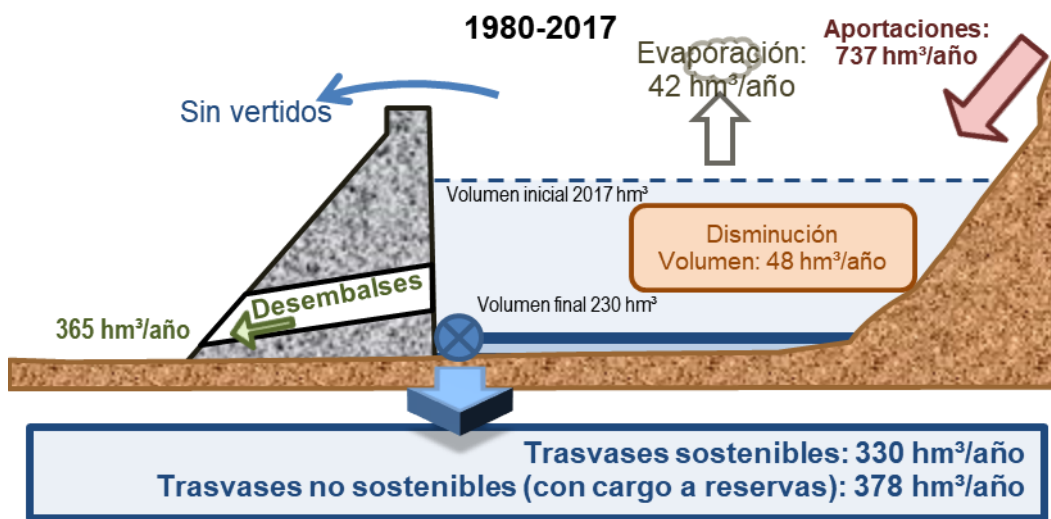 1980-2017
Aportaciones:
737 hm³/año
Evaporación:
42 hm³/año
Sin vertidos
Volumen inicial 2017 hm³
Disminución
Volumen: 48 hm³/año
Desembalses
Volumen final 230 hm³
365 hm³/año
Trasvases sostenibles: 330 hm³/año
Trasvases no sostenibles (con cargo a reservas): 378 hm³/año